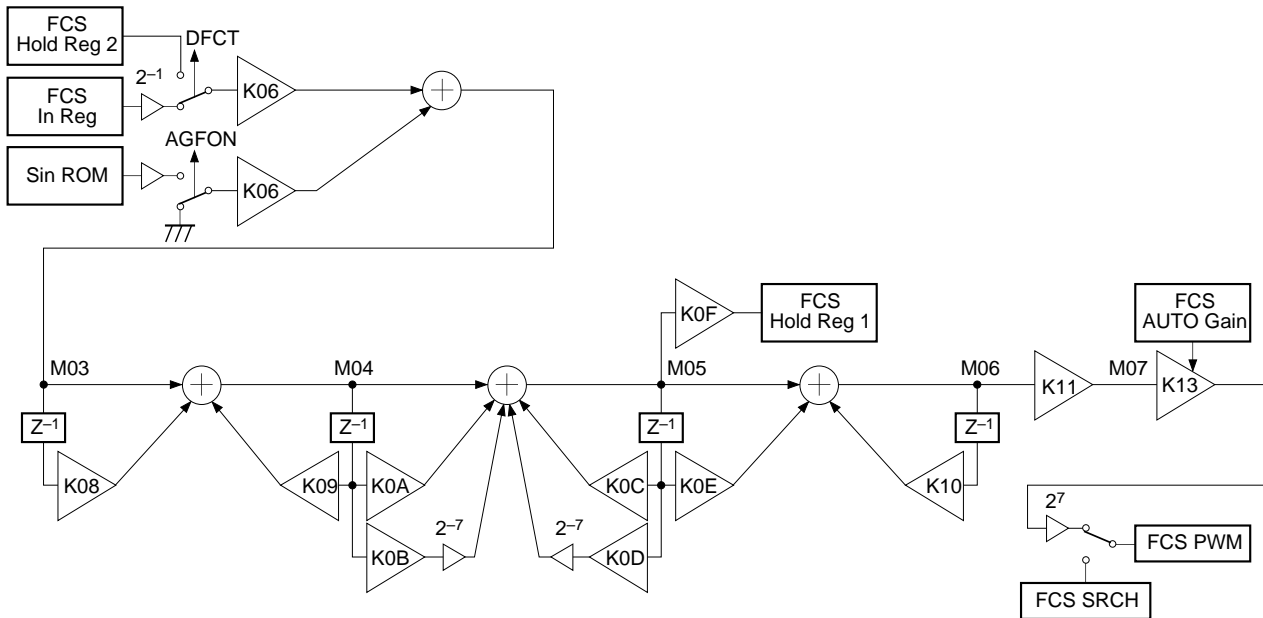 FCS
Hold Reg 2
DFCT
2–1
K06
FCS
In Reg
AGFON
Sin ROM
K06
K0F
FCS
Hold Reg 1
FCS
AUTO Gain
M03
M04
M05
M06
K11
M07
K13
Z–1
Z–1
Z–1
Z–1
K08
K09
K0A
K0C
K0E
K10
K0B
2–7
2–7
K0D
27
FCS PWM
FCS SRCH